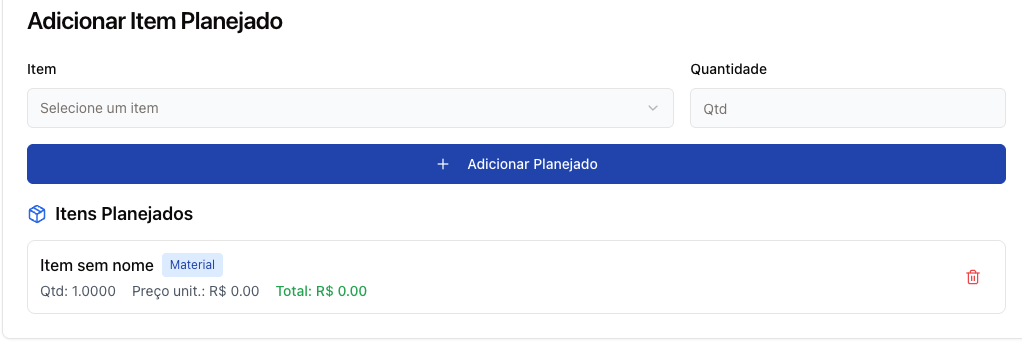 Adicionar Item Planejado
Item
Quantidade
Selecione um item
Qtd
Adicionar Planejado
Itens Planejados
Item sem nome Material
Qtd: 1.0000 Preço unit.: R$ 0.00 Total: R$ 0.00